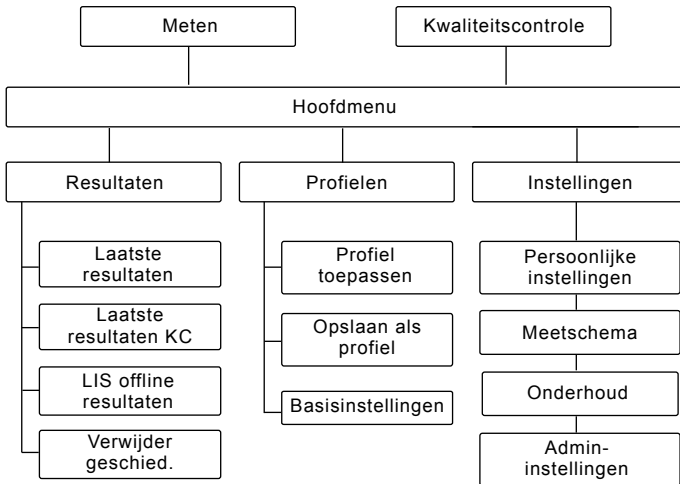 Meten
Kwaliteitscontrole
Hoofdmenu
Resultaten
Profielen
Instellingen
Laatste
resultaten
Laatste
resultaten KC
LIS offline
resultaten
Verwijder
geschied.
Profiel
toepassen
Opslaan als
profiel
Basisinstellingen
Persoonlijke
instellingen
Meetschema
Onderhoud
Admin-
instellingen